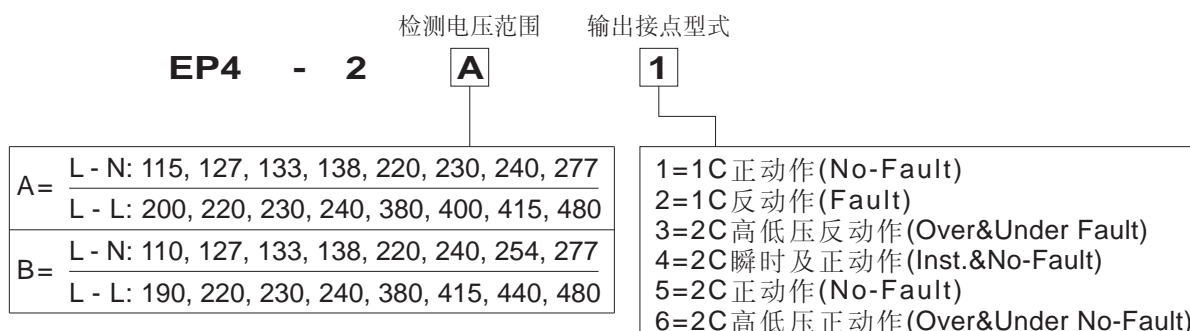 检测电压范围 输出接点型式
EP4 - 2 A 1
A= L - N: 115, 127, 133, 138, 220, 230, 240, 277
L - L: 200, 220, 230, 240, 380, 400, 415, 480
B= L - N: 110, 127, 133, 138, 220, 240, 254, 277
L - L: 190, 220, 230, 240, 380, 415, 440, 480
1=1C正动作(No-Fault)
2=1C反动作(Fault)
3=2C高低压反动作(Over&Under Fault)
4=2C瞬时及正动作(Inst.&No-Fault)
5=2C正动作(No-Fault)
6=2C高低压正动作(Over&Under No-Fault)